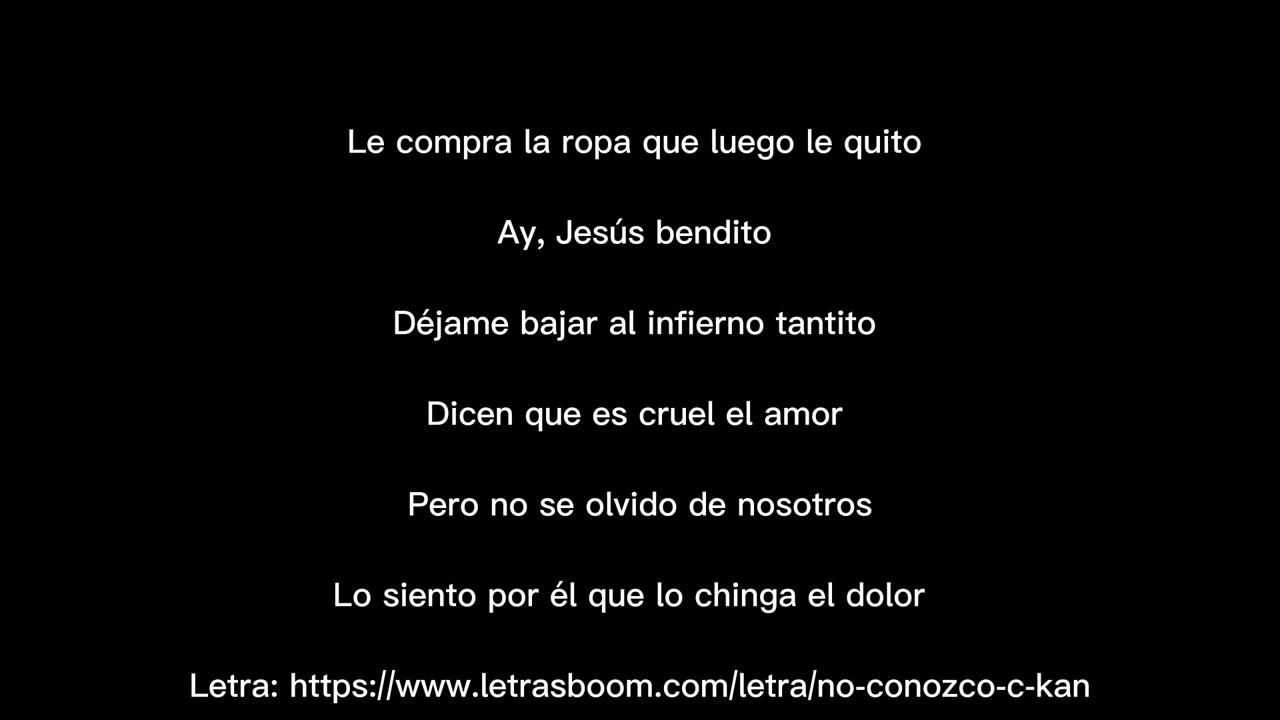 Le compra la ropa que luego le quito
Ay, Jesús bendito
Déjame bajar al infierno tantito
Dicen que es cruel el amor
Pero no se olvido de nosotros
Lo siento por él que lo chinga el dolor
Letra: https://www.letrasboom.com/letra/no-conozco-c-kan